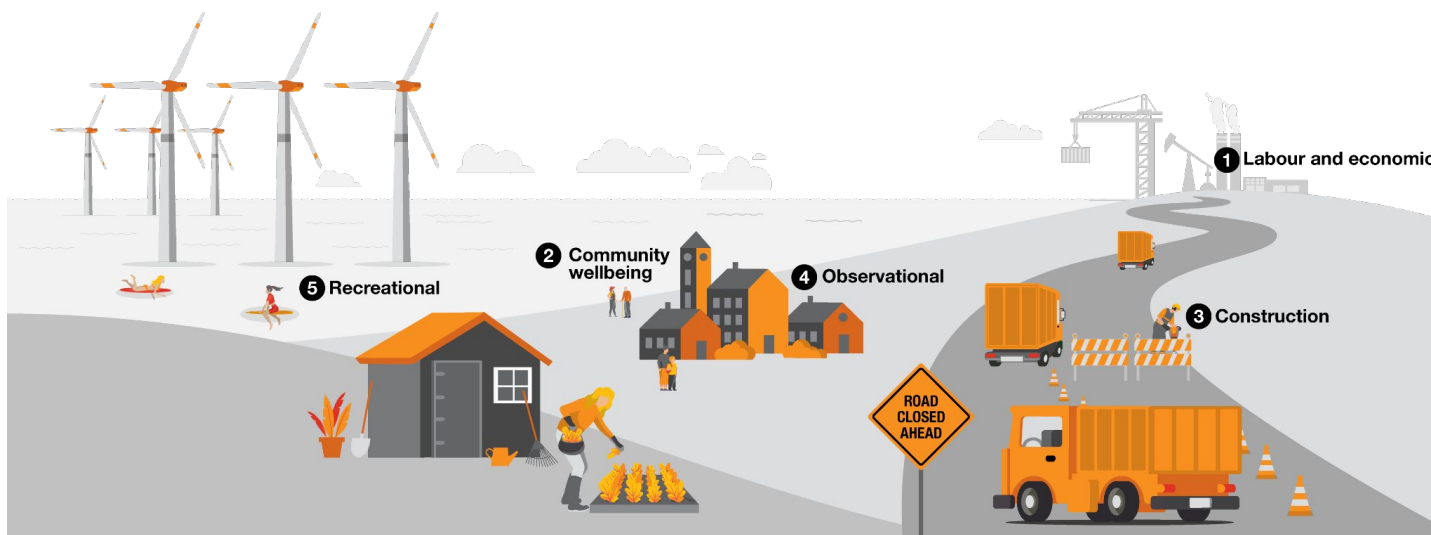 1 Labour and economic
2 Community
wellbeing
4 Observational
5 Recreational
3 Construction
ROAD
CLOSED
AHEAD